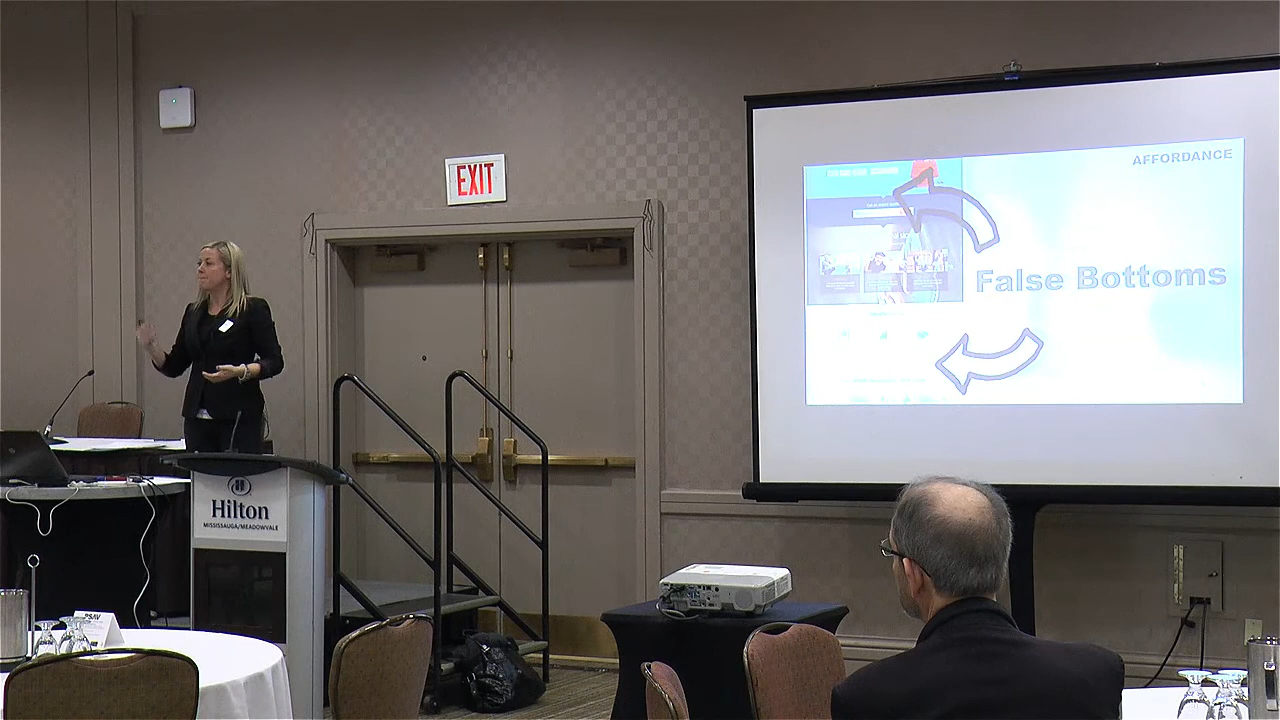 EXIT
AFFORDANCE
False Bottoms
Hilton
MISSISSAUGA/MEADOWVALE
PSAV